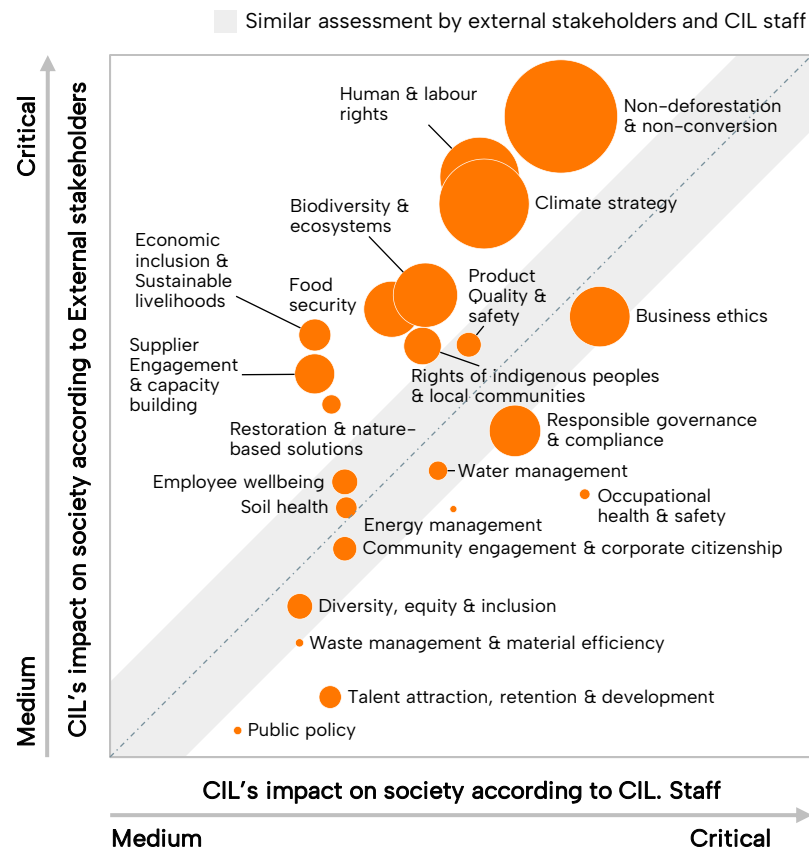 Similar assessment by external stakeholders and CIL staff
Critical
Medium
CIL's impact on society according to External stakeholders
Human & labour
rights
Non-deforestation
& non-conversion
Climate strategy
Biodiversity &
ecosystems
Economic
inclusion &
Sustainable
livelihoods
Food
security
Product
Quality &
safety
Business ethics
Supplier
Engagement
& capacity
building
Rights of indigenous peoples
& local communities
Restoration & nature-
based solutions
Responsible governance
& compliance
Employee wellbeing
Water management
Soil health
Occupational
health & safety
Energy management
Community engagement & corporate citizenship
Diversity, equity & inclusion
Waste management & material efficiency
Talent attraction, retention & development
Public policy
CIL's impact on society according to CIL. Staff
Medium
Critical